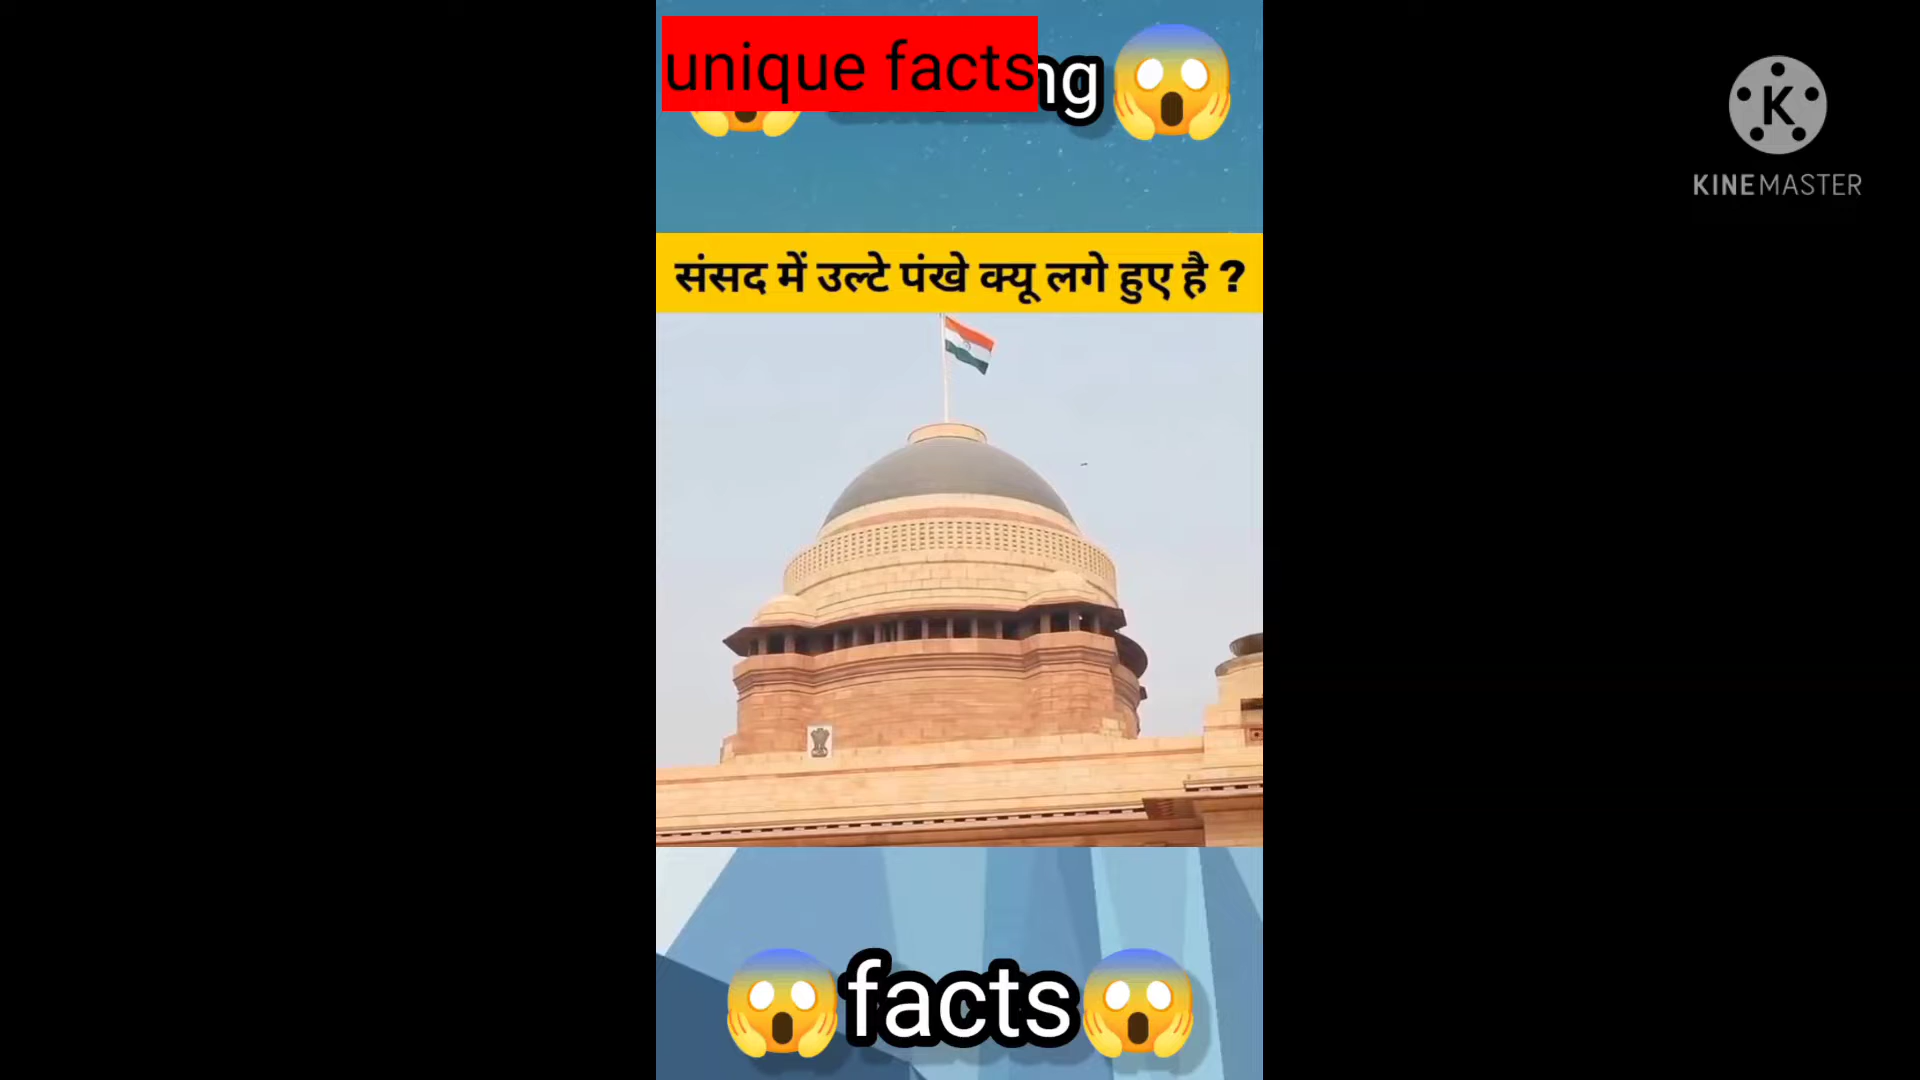 unique facts
KINEMASTER
संसद में उल्टे पंखे क्यू लगे हुए है ?
facts